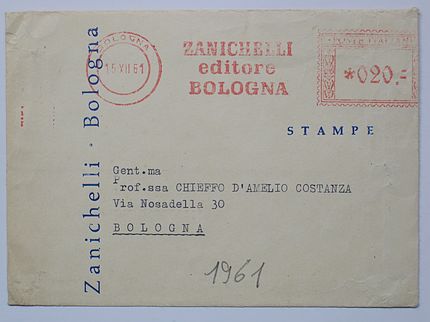 BOLOGNA
15 XII 61
ZANICHELLI
editore
BOLOGNA
POSTE ITALIANE
*020,=
STAMPE
Zanichelli · Bologna
Gent.ma
Prof.ssa CHIEFFO D'AMELIO COSTANZA
Via Nosadella 30
BOLOGNA
1961